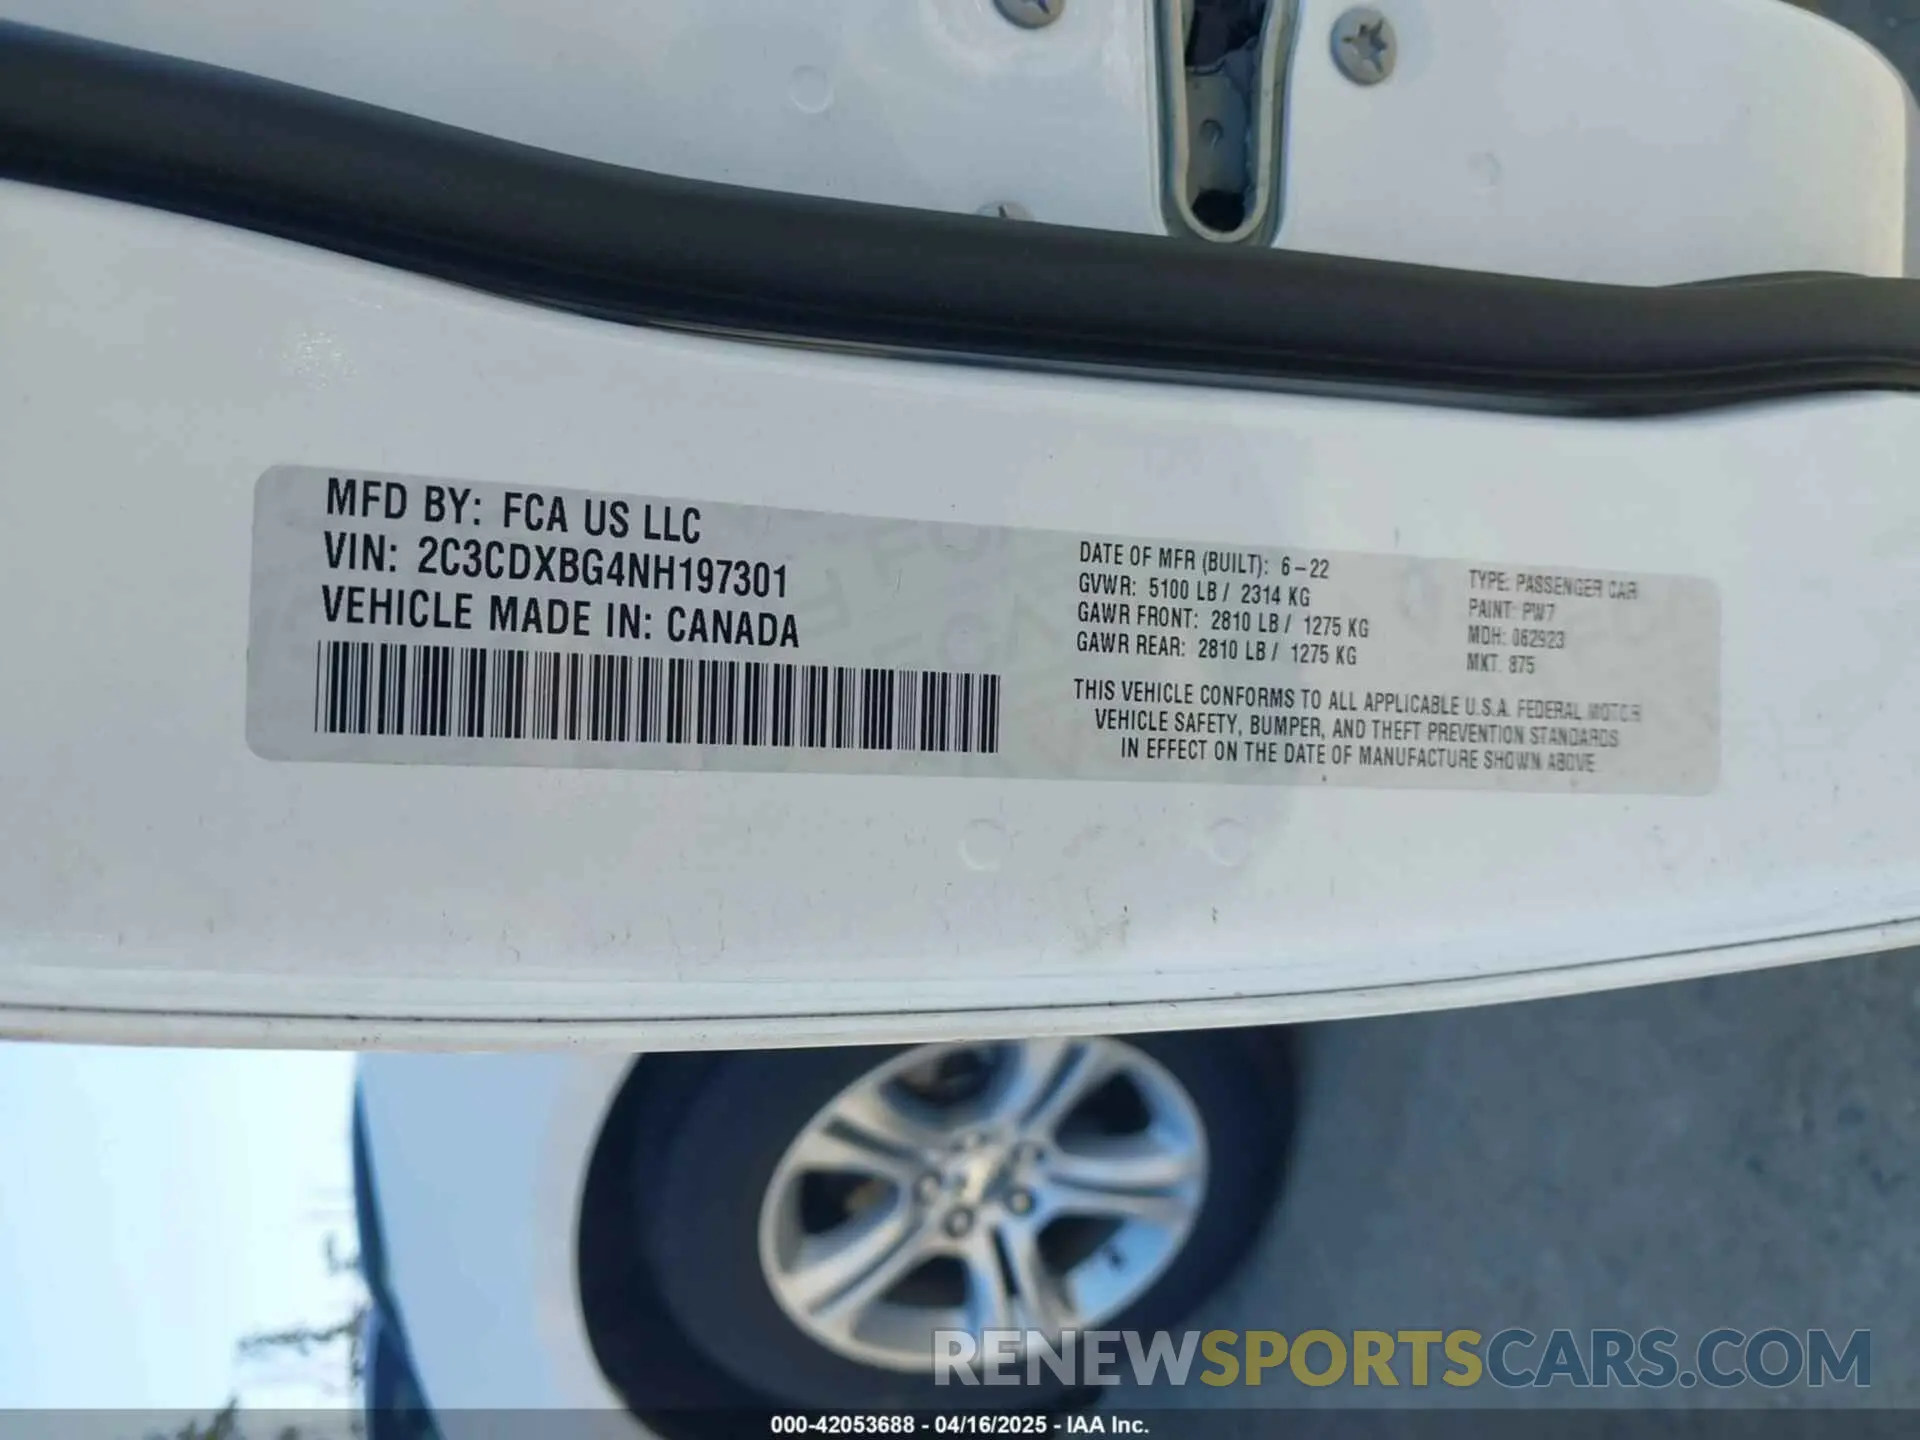 MFD BY: FCA US LLC
VIN: 2C3CDXBG4NH197301
VEHICLE MADE IN: CANADA
DATE OF MFR (BUILT): 6-22
GVWR: 5100 LB / 2314 KG
GAWR FRONT: 2810 LB / 1275 KG
GAWR REAR: 2810 LB / 1275 KG
TYPE: PASSENGER CAR
PAINT: PW7
MDH: 062923
MKT: 875
THIS VEHICLE CONFORMS TO ALL APPLICABLE U.S.A. FEDERAL MOTOR
VEHICLE SAFETY, BUMPER, AND THEFT PREVENTION STANDARDS
IN EFFECT ON THE DATE OF MANUFACTURE SHOWN ABOVE
RENEWSPORTSCARS.COM
000-42053688 - 04/16/2025 - IAA Inc.